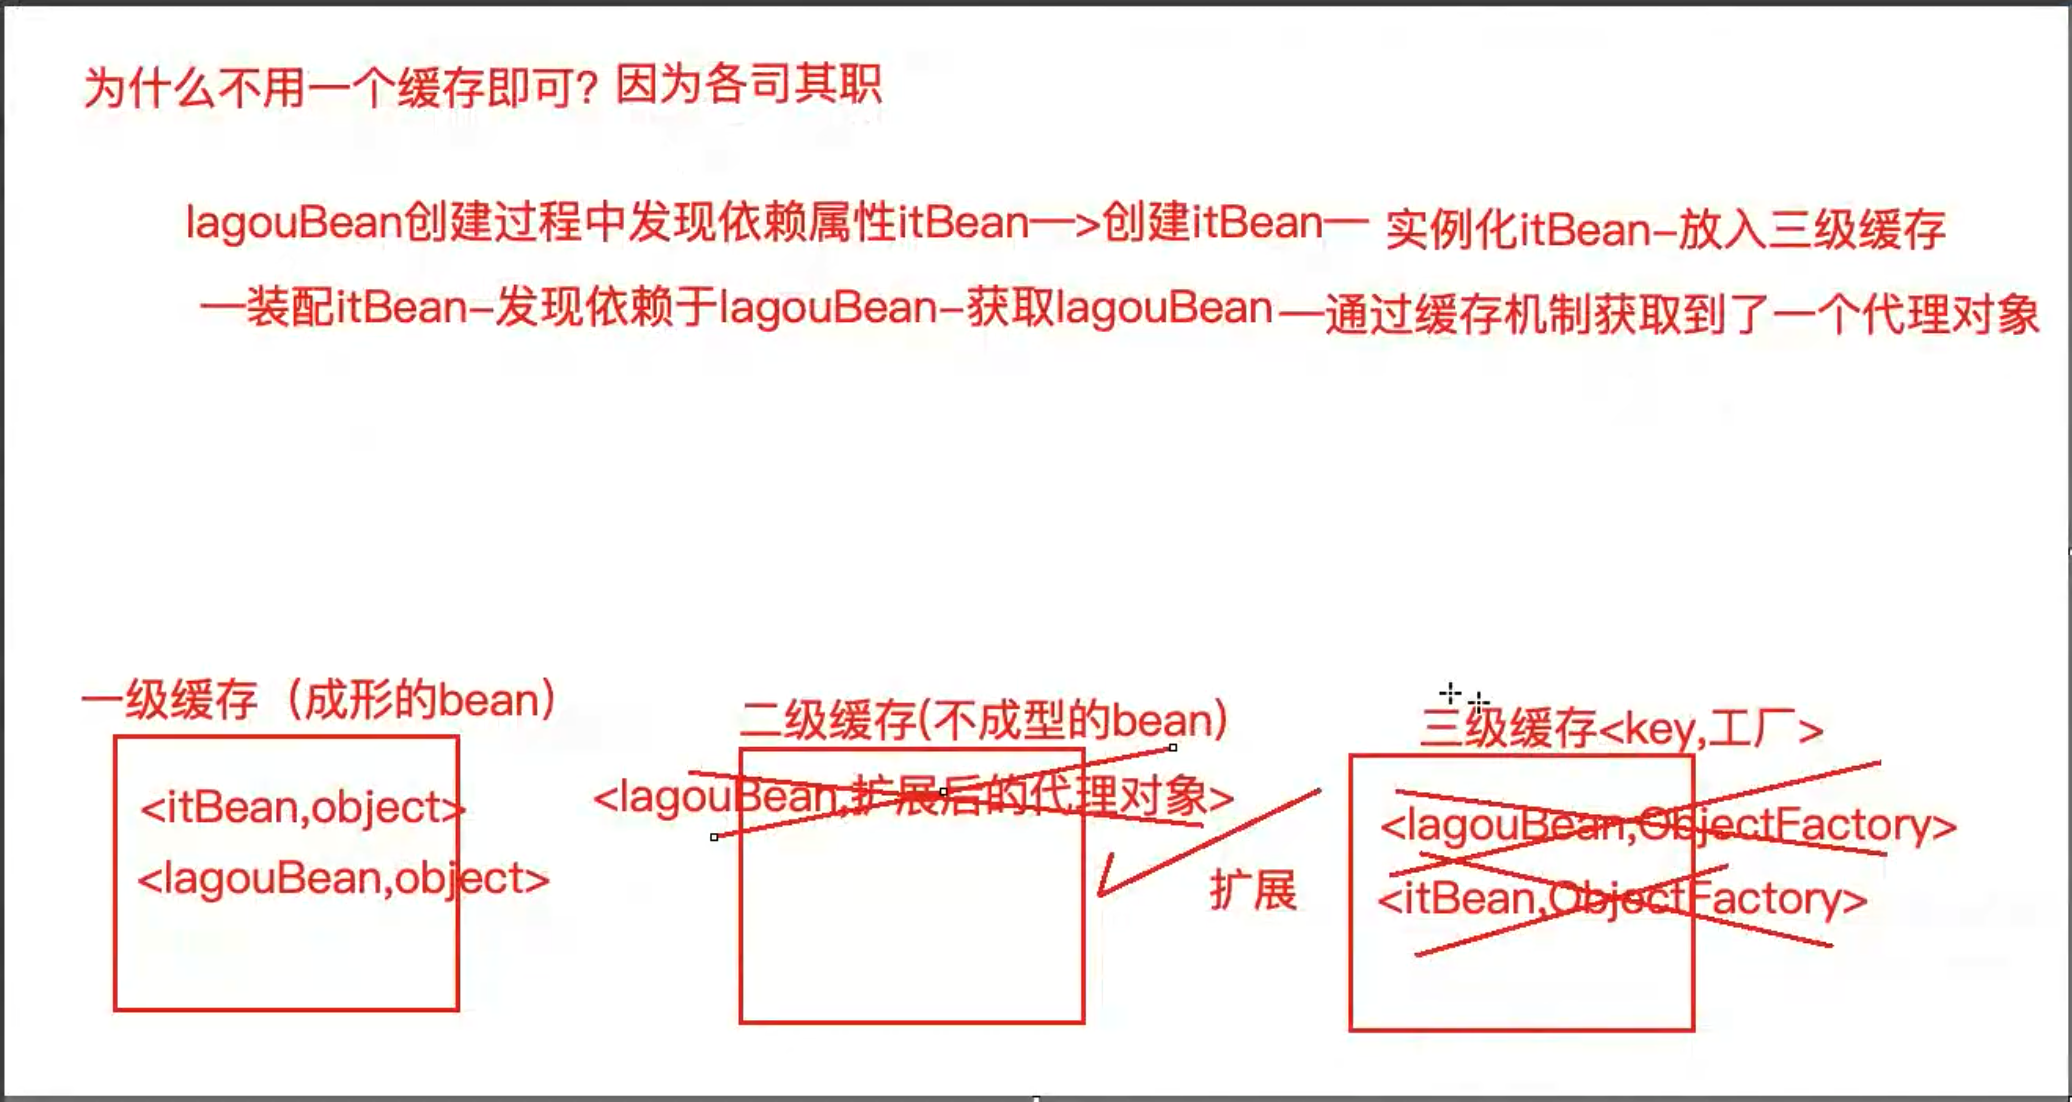 为什么不用一个缓存即可? 因为各司其职
lagouBean创建过程中发现依赖属性itBean—>创建itBean— 实例化itBean-放入三级缓存
—装配itBean-发现依赖于lagouBean-获取lagouBean—通过缓存机制获取到了一个代理对象
一级缓存（成形的bean）
<itBean,object>
<lagouBean,object>
二级缓存(不成型的bean)
<lagouBean,扩展后的代理对象>
扩展
三级缓存<key,工厂>
<lagouBean,ObjectFactory>
<itBean,ObjectFactory>